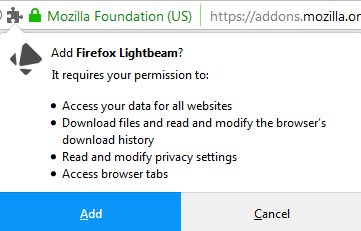 Mozilla Foundation (US) https://addons.mozilla.or
Add Firefox Lightbeam?
It requires your permission to:
• Access your data for all websites
• Download files and read and modify the browser's
download history
• Read and modify privacy settings
• Access browser tabs
Add Cancel